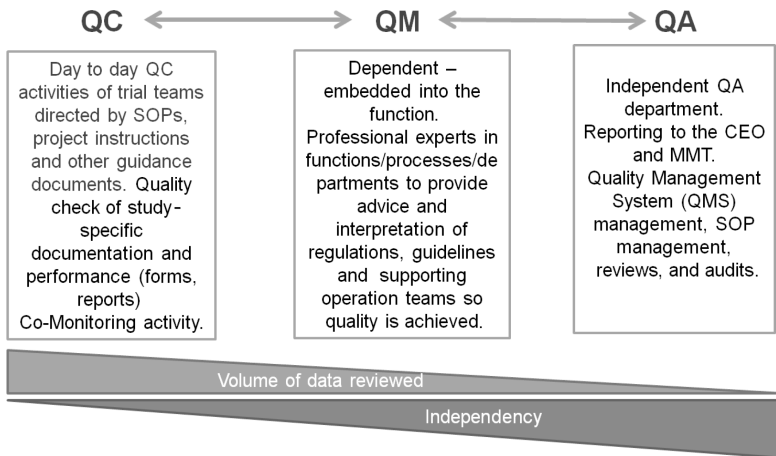 QC
QM
QA
Day to day QC
activities of trial teams
directed by SOPs,
project instructions
and other guidance
documents. Quality
check of study-
specific
documentation and
performance (forms,
reports)
Co-Monitoring activity.
Dependent –
embedded into the
function.
Professional experts in
functions/processes/de
partments to provide
advice and
interpretation of
regulations, guidelines
and supporting
operation teams so
quality is achieved.
Independent QA
department.
Reporting to the CEO
and MMT.
Quality Management
System (QMS)
management, SOP
management,
reviews, and audits.
Volume of data reviewed
Independency